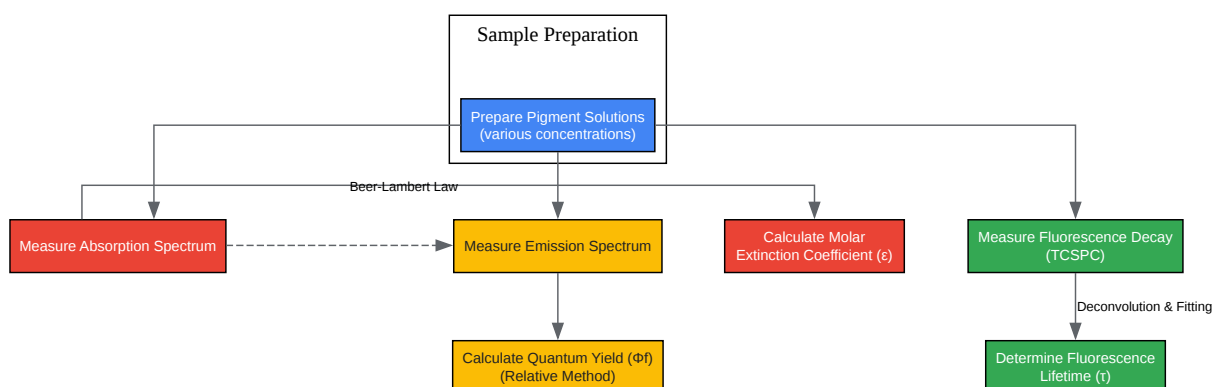 Sample Preparation
Prepare Pigment Solutions
(various concentrations)
Beer-Lambert Law
Measure Absorption Spectrum
Measure Emission Spectrum
Calculate Molar
Extinction Coefficient (ε)
Measure Fluorescence Decay
(TCSPC)
Deconvolution & Fitting
Calculate Quantum Yield (Φf)
(Relative Method)
Determine Fluorescence
Lifetime (τ)